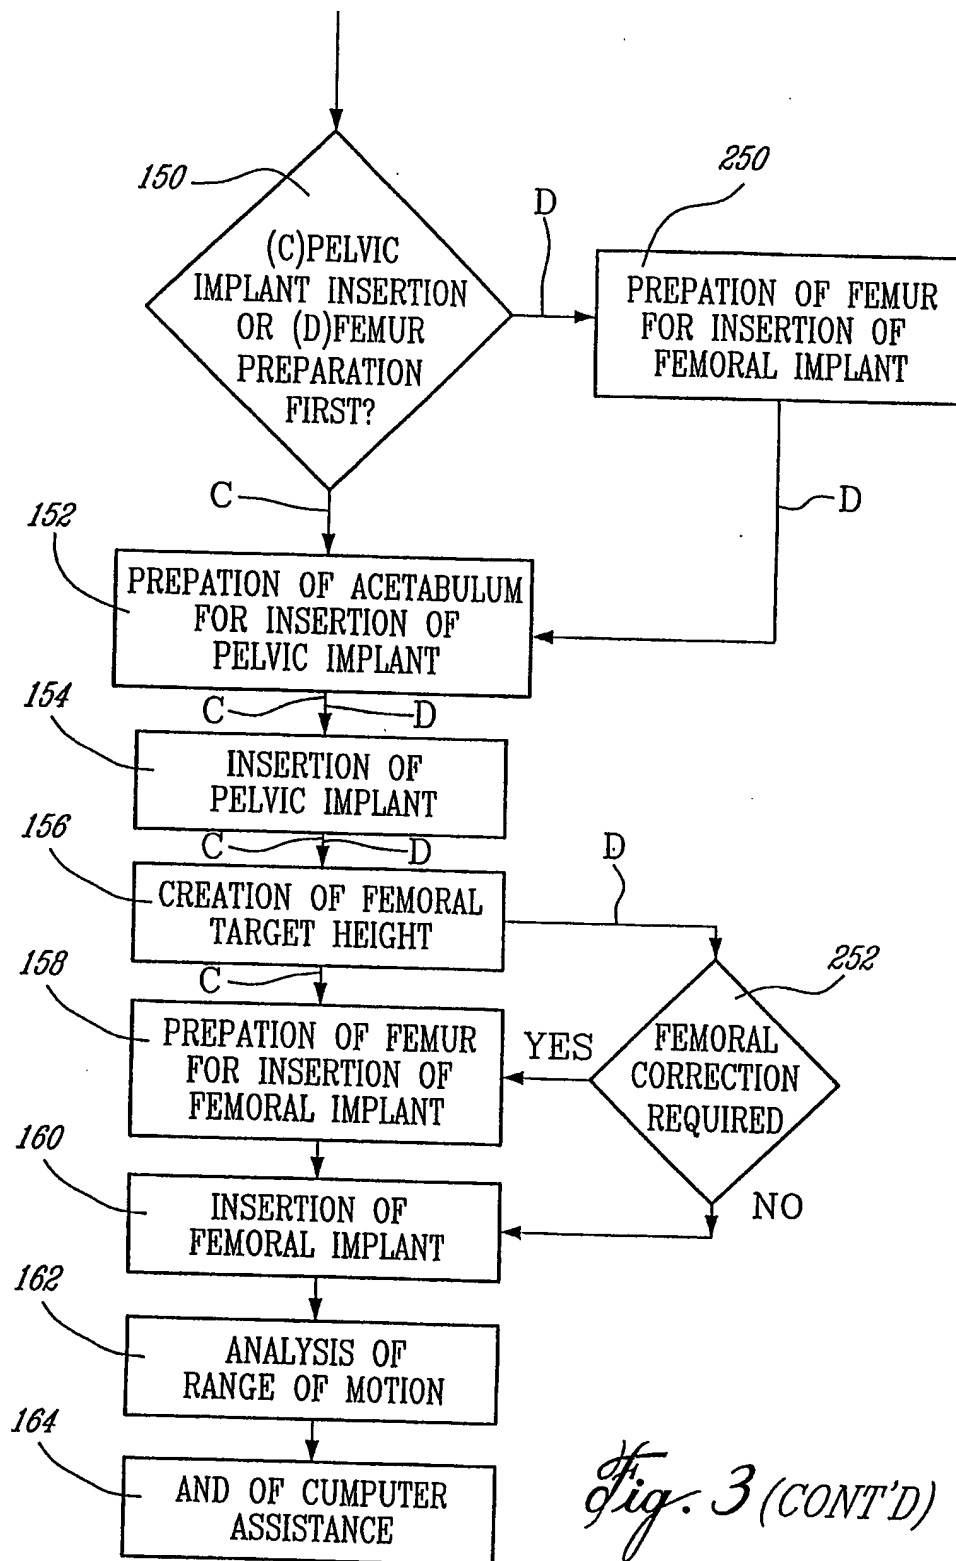 150
(C)PELVIC
IMPLANT INSERTION
OR (D)FEMUR
PREPARATION
FIRST?
D
250
PREPATION OF FEMUR
FOR INSERTION OF
FEMORAL IMPLANT
C
D
152
PREPATION OF ACETABULUM
FOR INSERTION OF
PELVIC IMPLANT
C
D
154
INSERTION OF
PELVIC IMPLANT
C
D
156
CREATION OF FEMORAL
TARGET HEIGHT
D
C
252
FEMORAL
CORRECTION
REQUIRED
YES
NO
158
PREPATION OF FEMUR
FOR INSERTION OF
FEMORAL IMPLANT
160
INSERTION OF
FEMORAL IMPLANT
162
ANALYSIS OF
RANGE OF MOTION
164
AND OF CUMPUTER
ASSISTANCE
Fig. 3 (CONT'D)